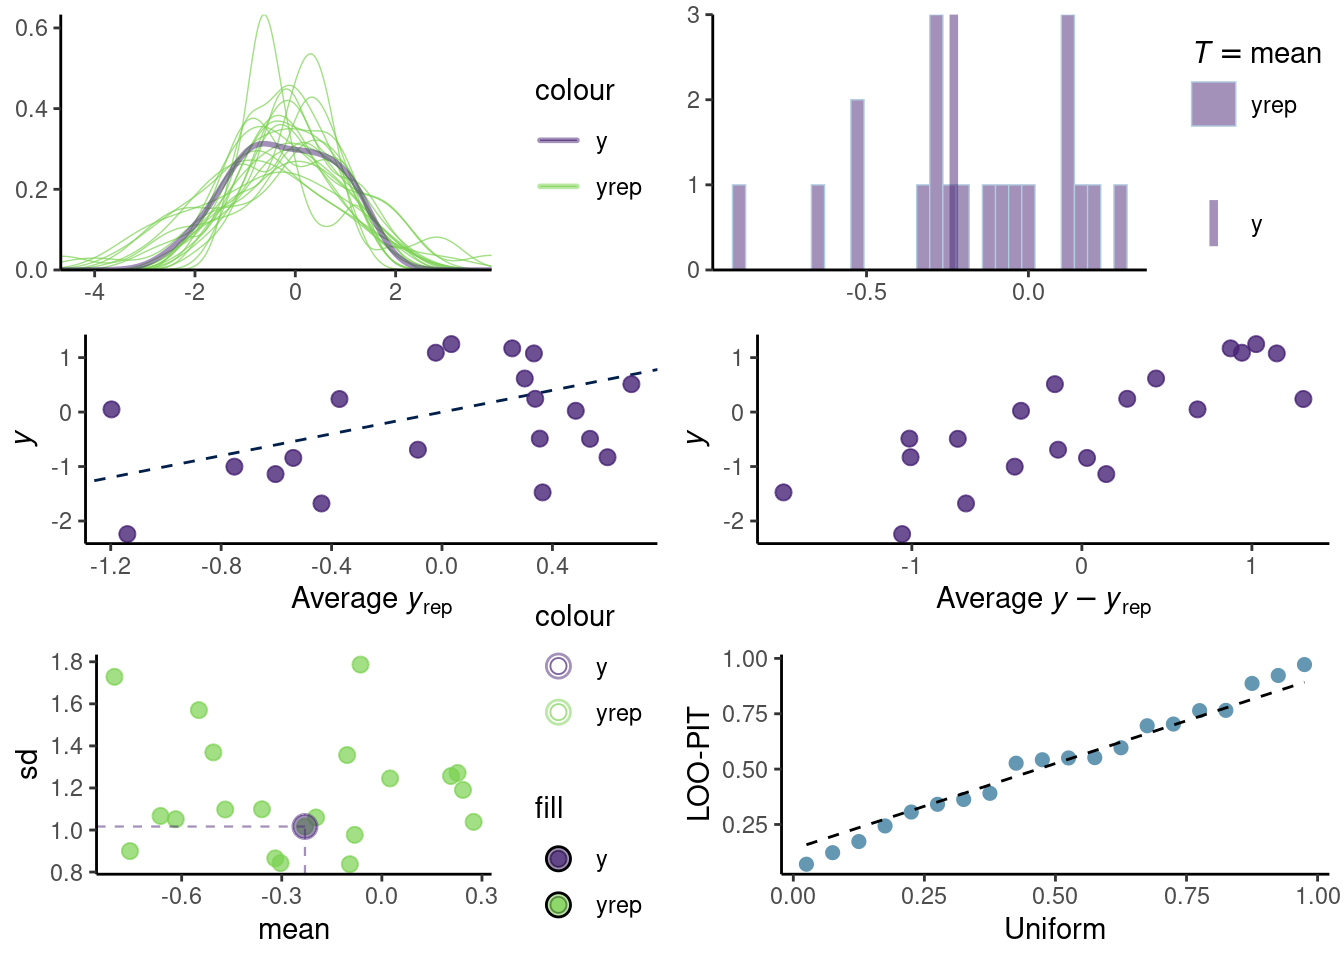 0.6
0.4
0.2
0.0
-4 -2 0 2
colour
y
yrep
3
2
1
0
-0.5 0.0
T = mean
yrep
y
y
1
0
-1
-2
-1.2 -0.8 -0.4 0.0 0.4
Average yrep
y
1
0
-1
-2
-1 0 1
Average y − yrep
sd
1.8
1.6
1.4
1.2
1.0
0.8
-0.6 -0.3 0.0 0.3
mean
colour
y
yrep
fill
y
yrep
LOO-PIT
1.00
0.75
0.50
0.25
0.00 0.25 0.50 0.75 1.00
Uniform